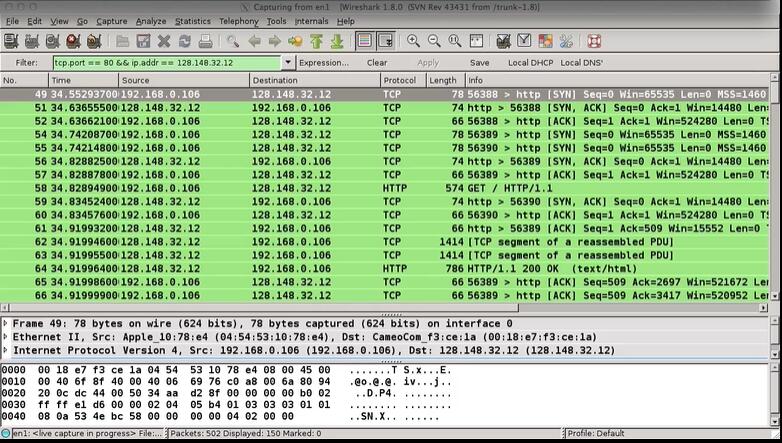 Capturing from en1    [Wireshark 1.8.0  (SVN Rev 43431 from /trunk-1.8)]
File Edit View Go Capture Analyze Statistics Telephony Tools Internals Help
Filter: tcp.port == 80 && ip.addr == 128.148.32.12 Expression... Clear Apply Save Local DHCP Local DNS'
No. Time Source Destination Protocol Length Info
49 34.55293700 192.168.0.106 128.148.32.12 TCP 78 56388 > http [SYN] Seq=0 Win=65535 Len=0 MSS=1460
51 34.63655500 128.148.32.12 192.168.0.106 TCP 74 http > 56388 [SYN, ACK] Seq=0 Ack=1 Win=14480 Len=
52 34.63662100 192.168.0.106 128.148.32.12 TCP 66 56388 > http [ACK] Seq=1 Ack=1 Win=524280 Len=0 TS
54 34.74208700 192.168.0.106 128.148.32.12 TCP 78 56389 > http [SYN] Seq=0 Win=65535 Len=0 MSS=1460
55 34.74214800 192.168.0.106 128.148.32.12 TCP 78 56390 > http [SYN] Seq=0 Win=65535 Len=0 MSS=1460
56 34.82882500 128.148.32.12 192.168.0.106 TCP 74 http > 56389 [SYN, ACK] Seq=0 Ack=1 Win=14480 Len=
57 34.82887800 192.168.0.106 128.148.32.12 TCP 66 56389 > http [ACK] Seq=1 Ack=1 Win=524280 Len=0 TS
58 34.82894900 192.168.0.106 128.148.32.12 HTTP 574 GET / HTTP/1.1
59 34.83452400 128.148.32.12 192.168.0.106 TCP 74 http > 56390 [SYN, ACK] Seq=0 Ack=1 Win=14480 Len=
60 34.83457600 192.168.0.106 128.148.32.12 TCP 66 56390 > http [ACK] Seq=1 Ack=1 Win=524280 Len=0 TS
61 34.91993200 128.148.32.12 192.168.0.106 TCP 66 http > 56389 [ACK] Seq=1 Ack=509 Win=15552 Len=0 T
62 34.91994600 128.148.32.12 192.168.0.106 TCP 1414 [TCP segment of a reassembled PDU]
63 34.91995500 128.148.32.12 192.168.0.106 TCP 1414 [TCP segment of a reassembled PDU]
64 34.91996400 128.148.32.12 192.168.0.106 HTTP 786 HTTP/1.1 200 OK  (text/html)
65 34.91998600 192.168.0.106 128.148.32.12 TCP 66 56389 > http [ACK] Seq=509 Ack=2697 Win=521672 Len
66 34.91999900 192.168.0.106 128.148.32.12 TCP 66 56389 > http [ACK] Seq=509 Ack=3417 Win=520952 Len
Frame 49: 78 bytes on wire (624 bits), 78 bytes captured (624 bits) on interface 0
Ethernet II, Src: Apple_10:78:e4 (04:54:53:10:78:e4), Dst: CameoCom_f3:ce:1a (00:18:e7:f3:ce:1a)
Internet Protocol Version 4, Src: 192.168.0.106 (192.168.0.106), Dst: 128.148.32.12 (128.148.32.12)
0000 00 18 e7 f3 ce 1a 04 54 53 10 78 e4 08 00 45 00 .......T S.x...E.
0010 00 40 6f 8f 40 00 40 06 69 76 c0 a8 00 6a 80 94 .@o.@.@. iv...j..
0020 20 0c dc 44 00 50 34 aa d2 8f 00 00 00 00 b0 02 ..D.P4. ........
0030 ff ff e1 d6 00 00 02 04 05 b4 01 03 03 03 01 01 ........ ........
0040 08 0a 53 4e bc 58 00 00 00 00 04 02 00 00 ..SN.X.. ......
en1: <live capture in progress> File:... Packets: 502 Displayed: 150 Marked: 0 Profile: Default